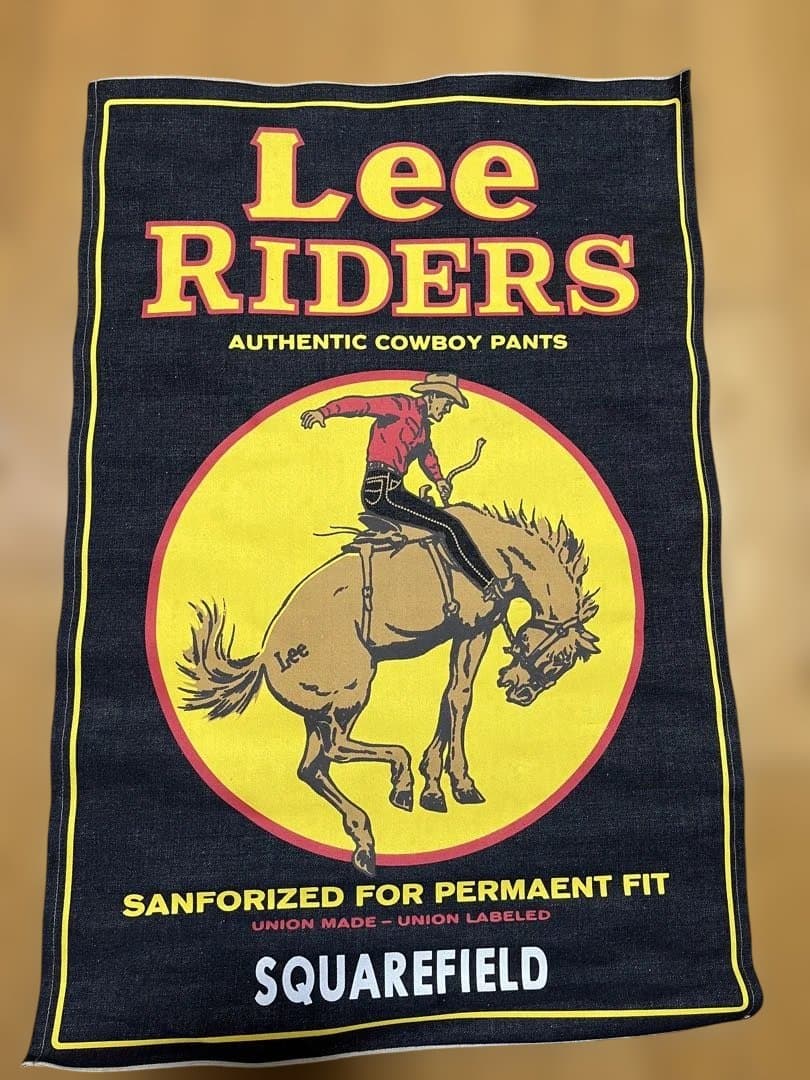 Lee
RIDERS
AUTHENTIC COWBOY PANTS
Lee
SANFORIZED FOR PERMAENT FIT
UNION MADE – UNION LABELED
SQUAREFIELD